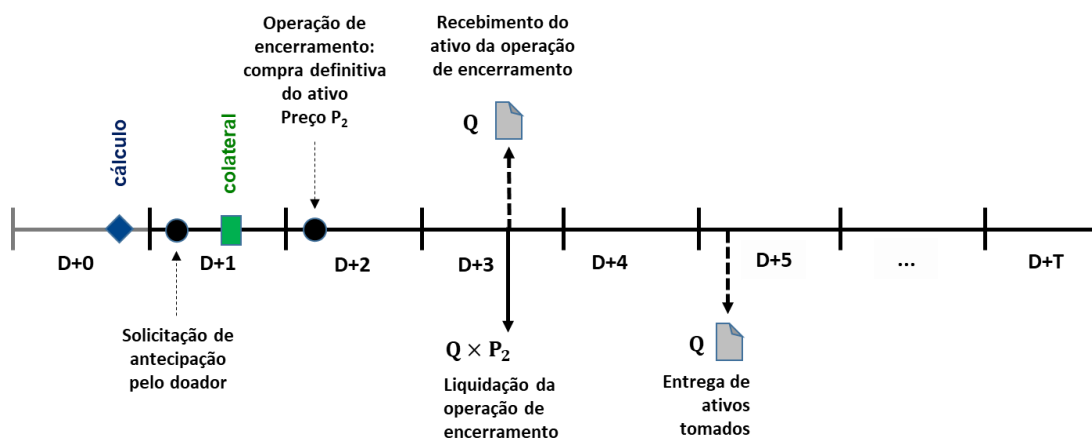 Operação de
encerramento:
compra definitiva
do ativo
Preço P₂
Recebimento do
ativo da operação
de encerramento
Q
cálculo
colateral
D+0
D+1
D+2
D+3
D+4
D+5
...
D+T
Solicitação de
antecipação
pelo doador
Q × P₂
Liquidação da
operação de
encerramento
Q
Entrega de
ativos
tomados